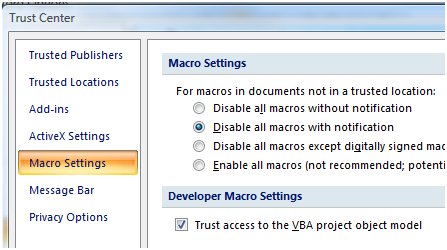 Trust Center
Trusted Publishers
Trusted Locations
Add-ins
ActiveX Settings
Macro Settings
Message Bar
Privacy Options
Macro Settings
For macros in documents not in a trusted location:
Disable all macros without notification
Disable all macros with notification
Disable all macros except digitally signed mac
Enable all macros (not recommended; potenti
Developer Macro Settings
Trust access to the VBA project object model